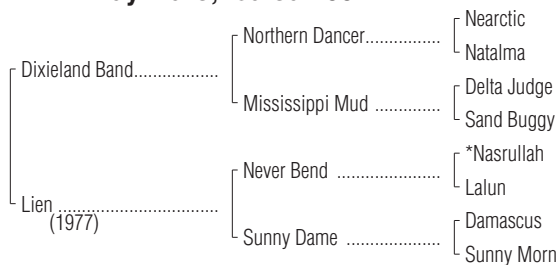 Nearctic
Northern Dancer................
Natalma
Dixieland Band..................
Delta Judge
Mississippi Mud ..............
Sand Buggy
*Nasrullah
Never Bend ................
Lalun
Lien ...................................
(1977)
Damascus
Sunny Dame ....................
Sunny Morn